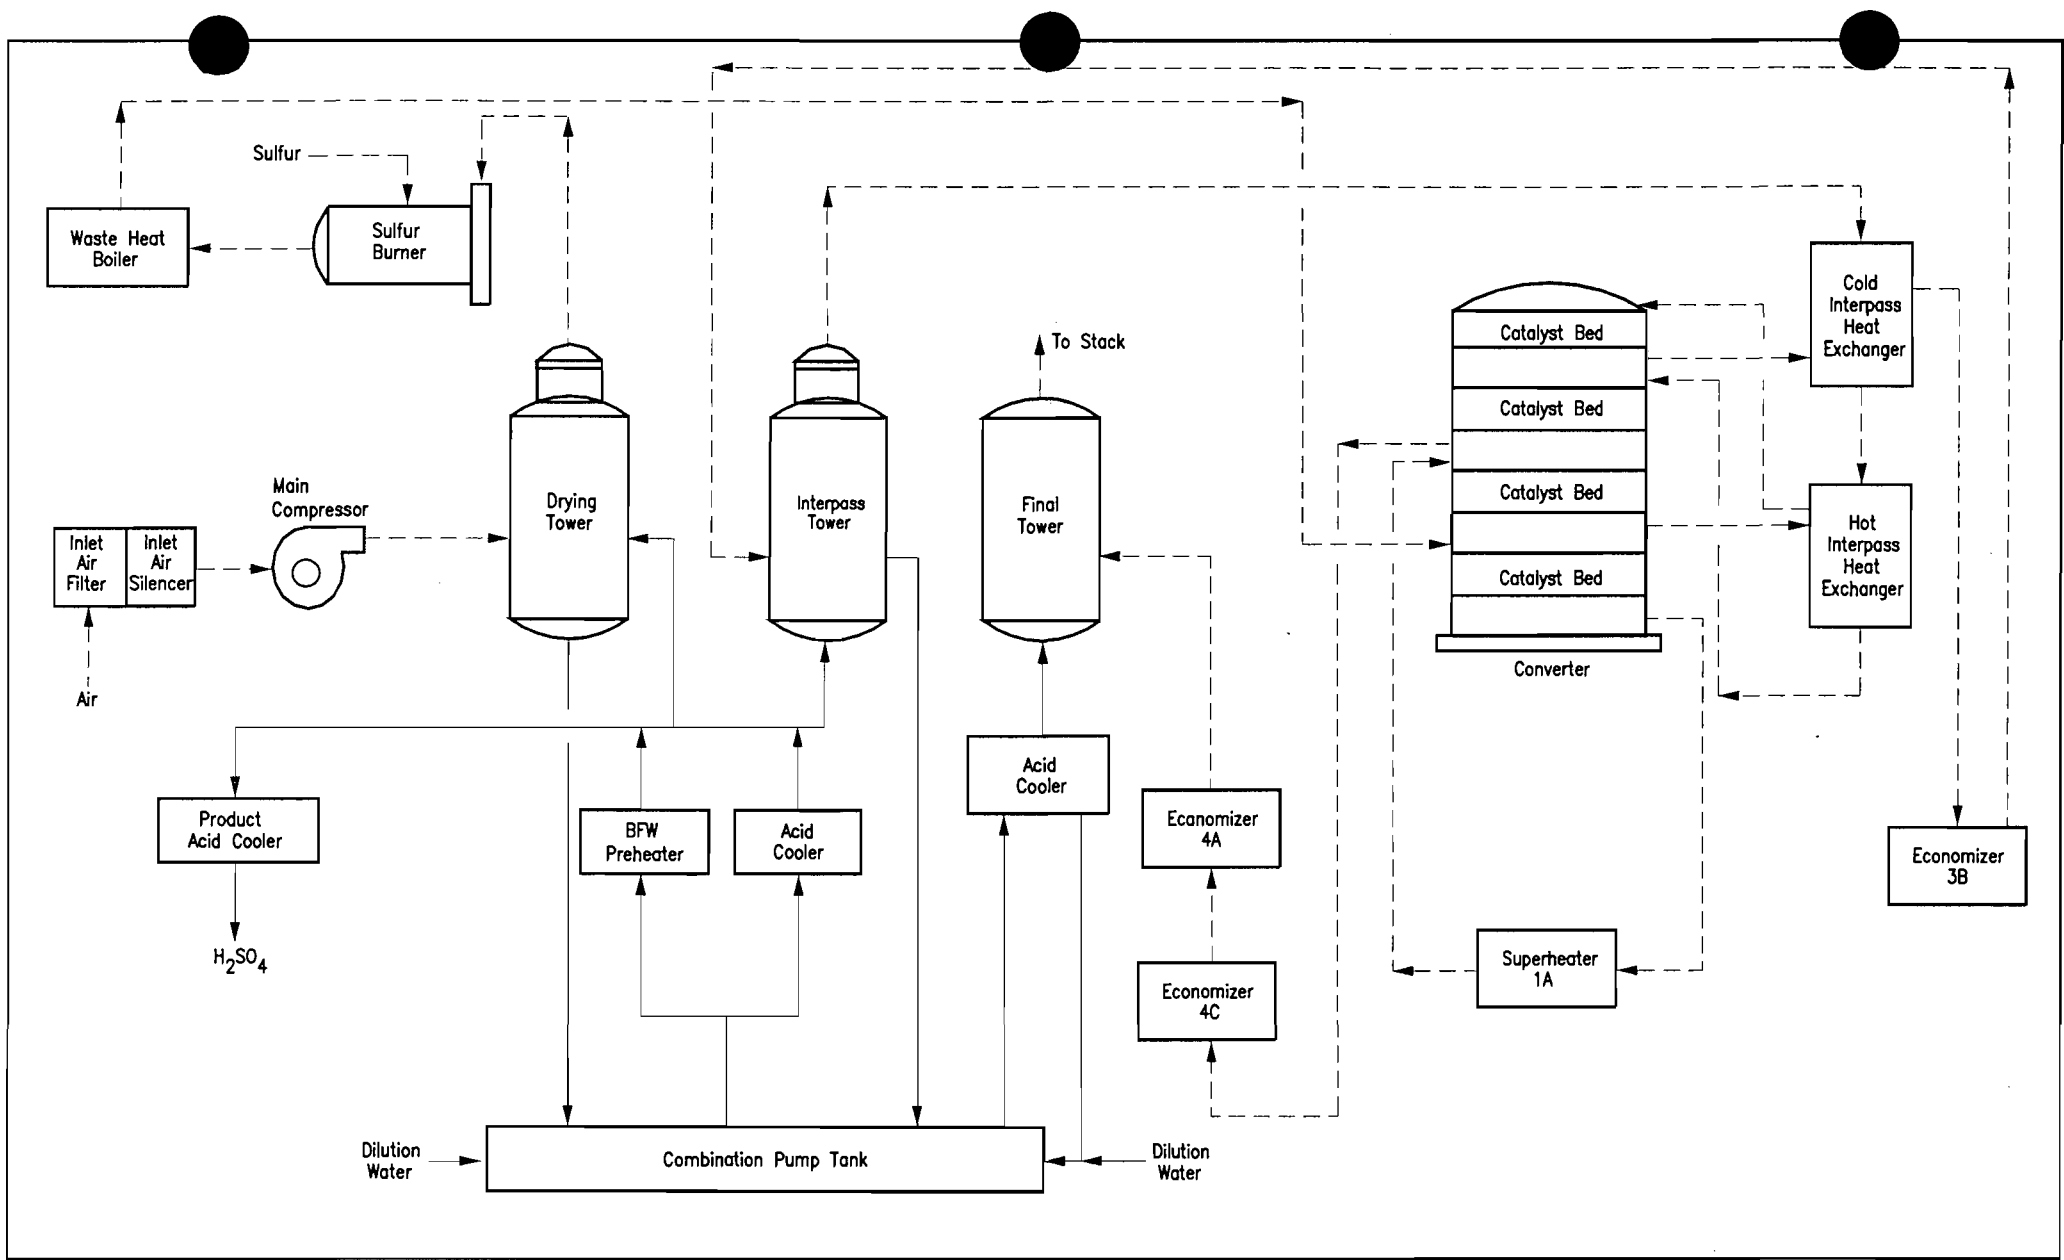 Sulfur
Waste Heat
Boiler
Sulfur
Burner
Cold
Interpass
Heat
Exchanger
To Stack
Catalyst Bed
Catalyst Bed
Catalyst Bed
Catalyst Bed
Converter
Main
Compressor
Drying
Tower
Interpass
Tower
Final
Tower
Hot
Interpass
Heat
Exchanger
Inlet
Air
Filter
Inlet
Air
Silencer
Air
Product
Acid Cooler
BFW
Preheater
Acid
Cooler
Acid
Cooler
Economizer
4A
Economizer
3B
H2SO4
Superheater
1A
Economizer
4C
Dilution
Water
Combination Pump Tank
Dilution
Water